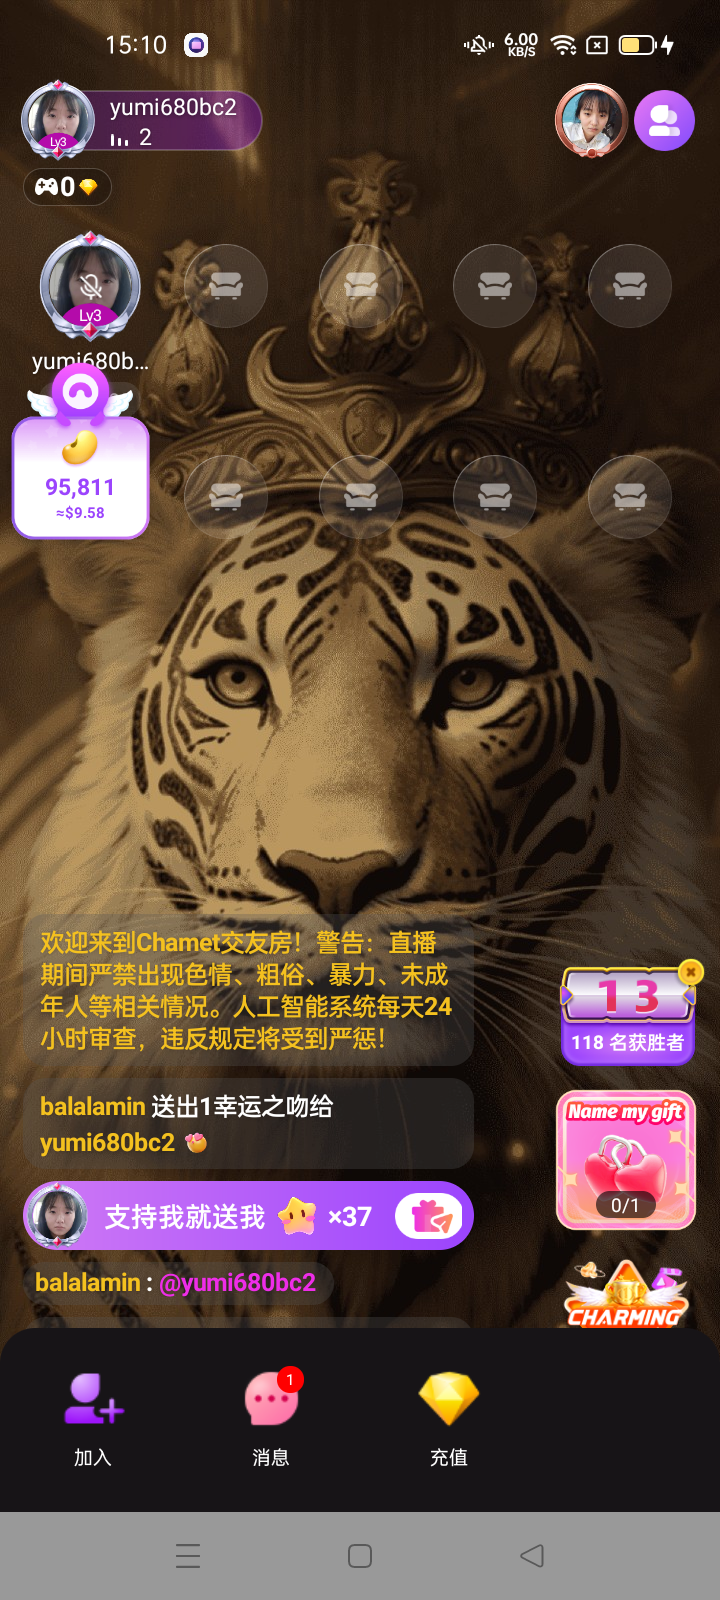 15:10
6.00
KB/S
yumi680bc2
2
Lv3
0
Lv3
yumi680b...
95,811
≈$9.58
欢迎来到Chamet交友房！警告：直播
期间严禁出现色情、粗俗、暴力、未成
年人等相关情况。人工智能系统每天24
小时审查，违反规定将受到严惩！
13
118 名获胜者
balalamin 送出1幸运之吻给
yumi680bc2
Name my gift
0/1
支持我就送我 ×37
balalamin : @yumi680bc2
CHARMING
1
加入
消息
充值